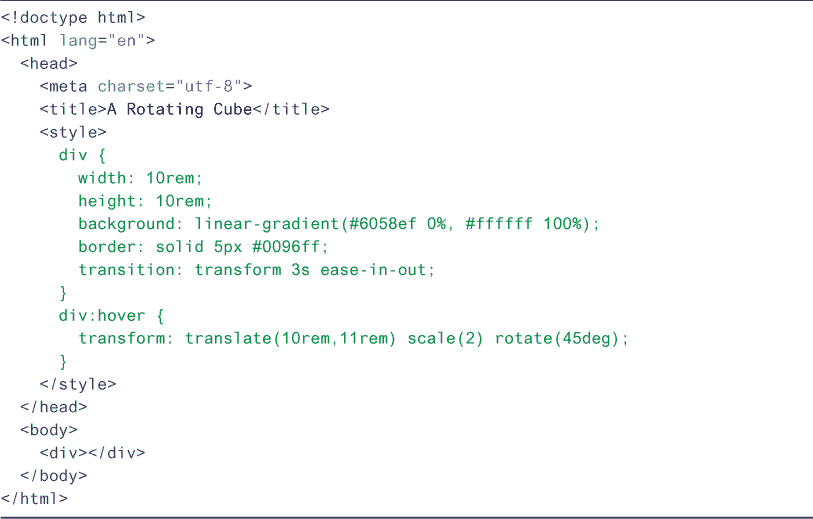 <!doctype html>
<html lang="en">
  <head>
    <meta charset="utf-8">
    <title>A Rotating Cube</title>
    <style>
      div {
        width: 10rem;
        height: 10rem;
        background: linear-gradient(#6058ef 0%, #ffffff 100%);
        border: solid 5px #0096ff;
        transition: transform 3s ease-in-out;
      }
      div:hover {
        transform: translate(10rem,11rem) scale(2) rotate(45deg);
      }
    </style>
  </head>
  <body>
    <div></div>
  </body>
</html>